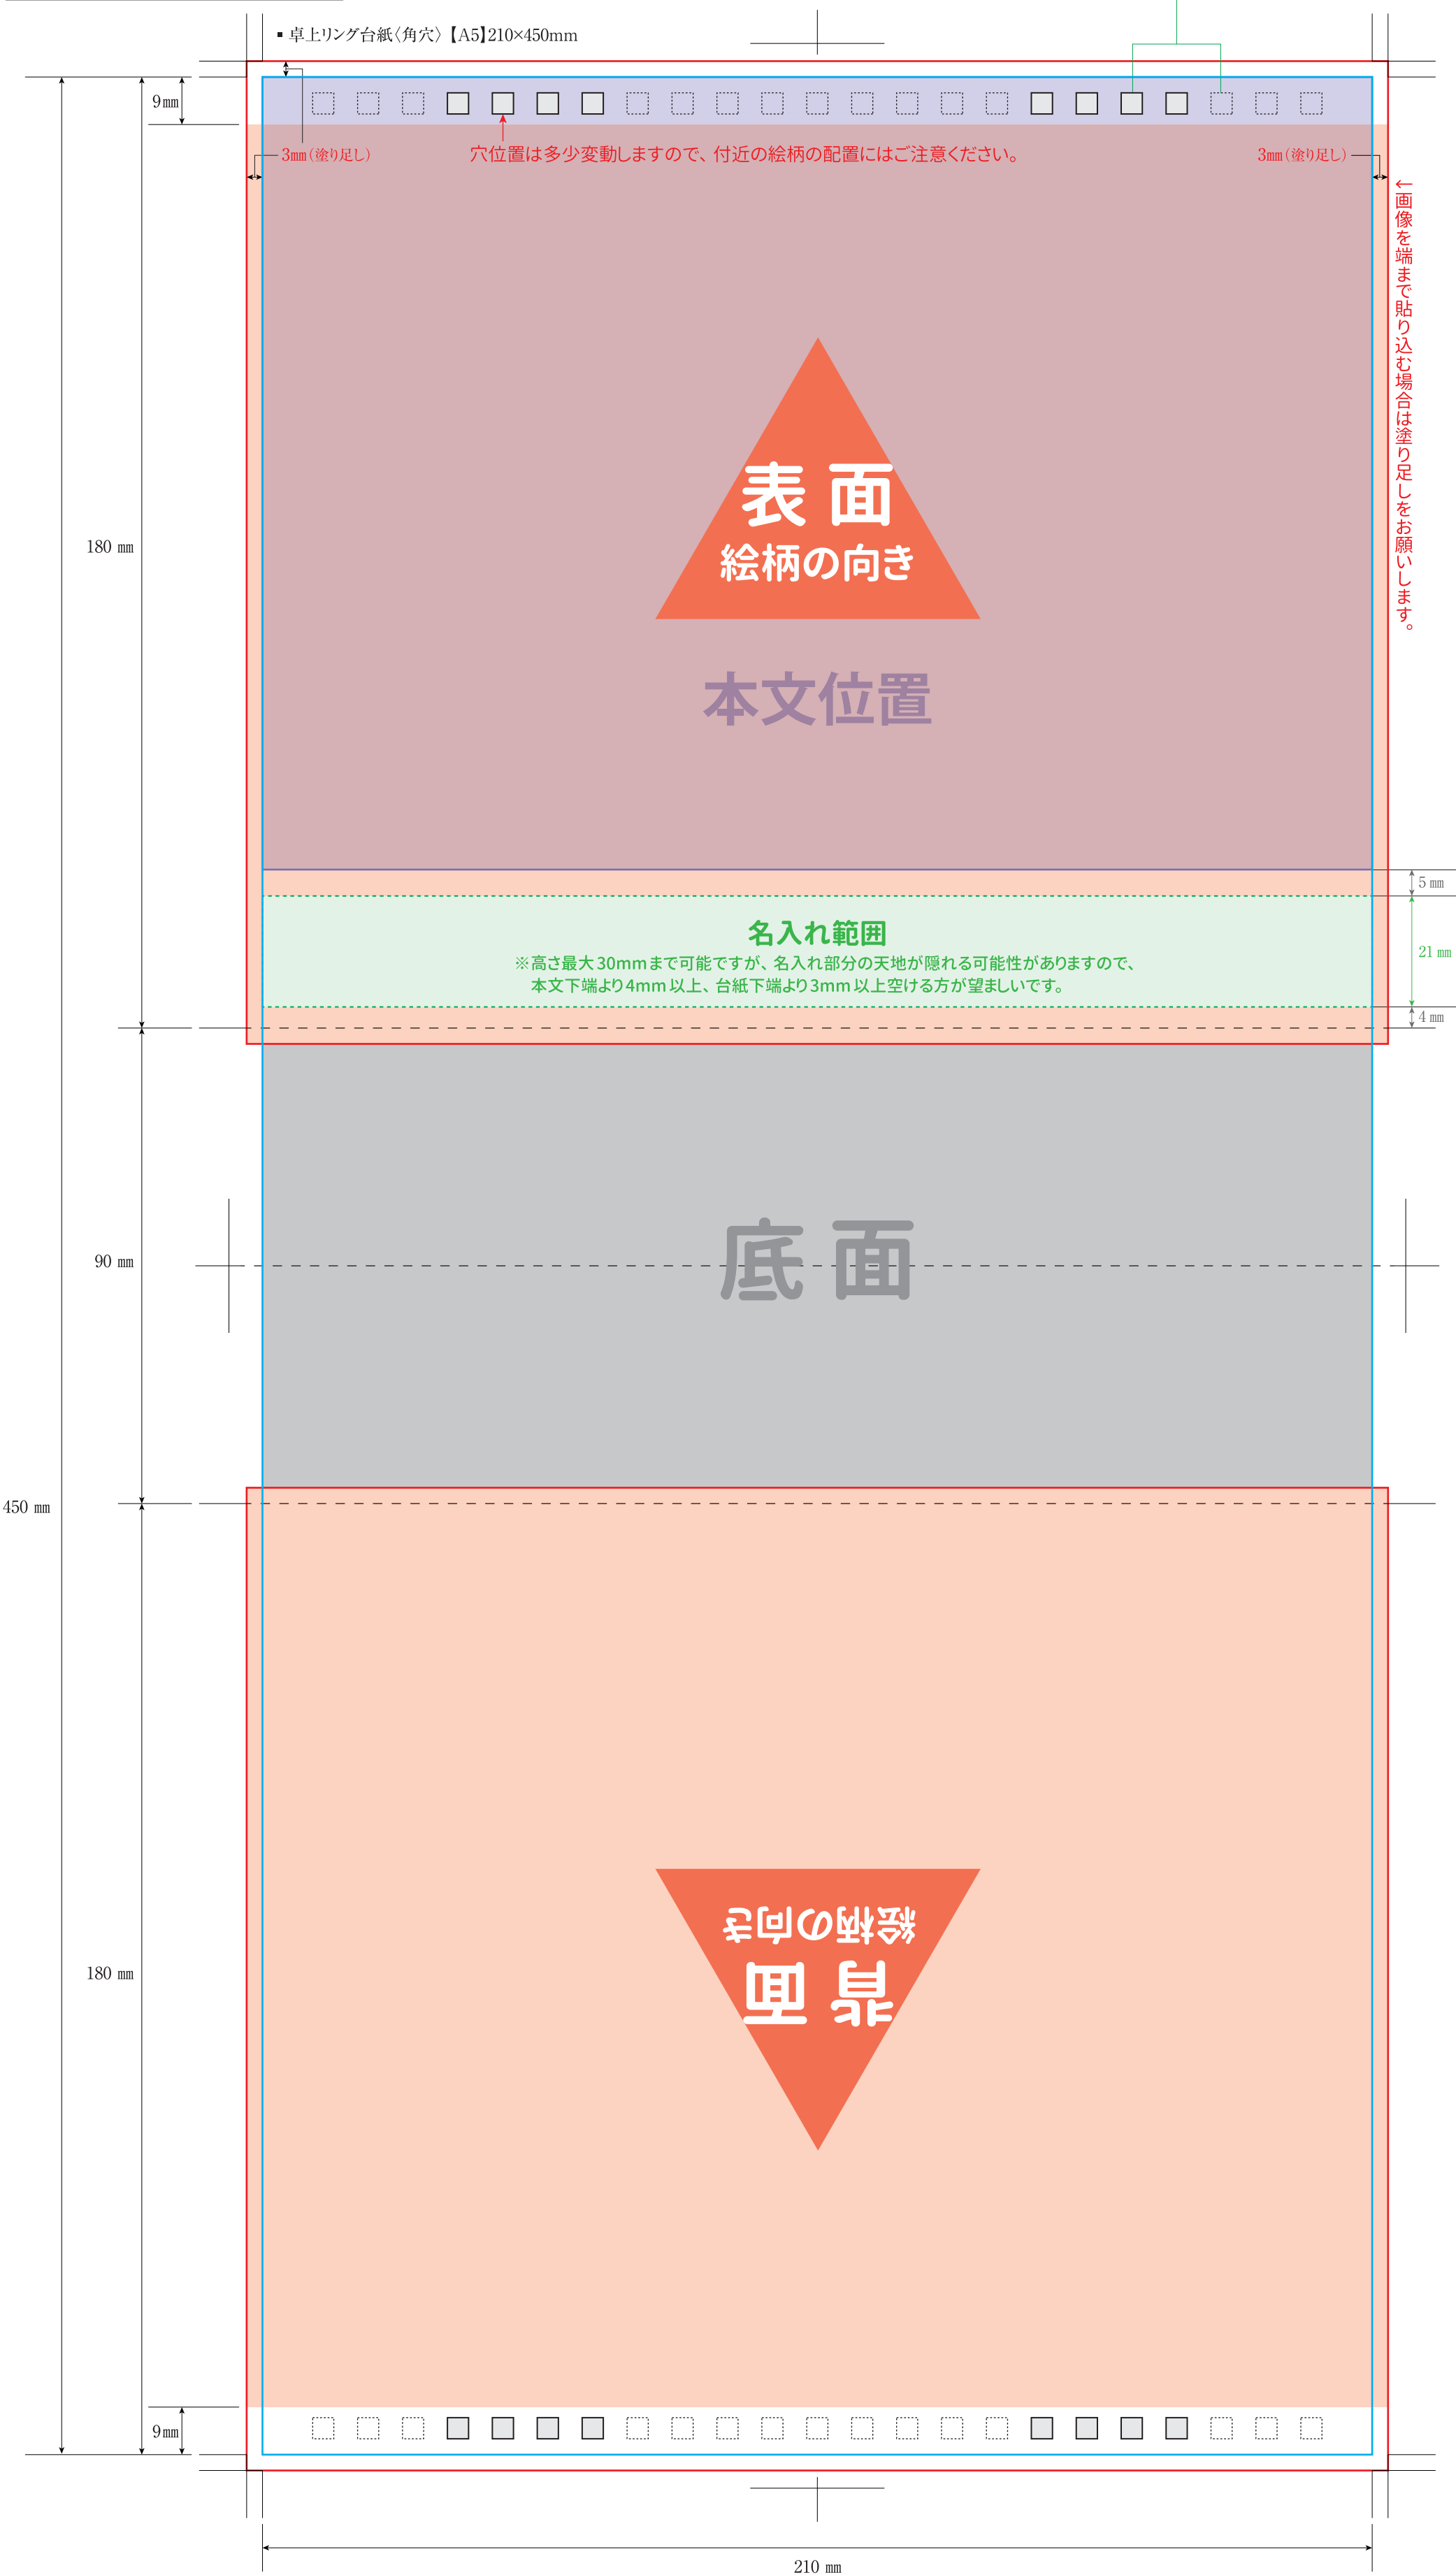 ▪ 卓上リング台紙〈角穴〉【A5】210×450mm
9mm
3mm（塗り足し）
穴位置は多少変動しますので、付近の絵柄の配置にはご注意ください。
3mm（塗り足し）
←画像を端まで貼り込む場合は塗り足しをお願いします。
表面
絵柄の向き
180 mm
本文位置
5 mm
名入れ範囲
※高さ最大30mmまで可能ですが、名入れ部分の天地が隠れる可能性がありますので、
本文下端より4mm以上、台紙下端より3mm以上空ける方が望ましいです。
21 mm
4 mm
底面
90 mm
450 mm
背面
絵柄の向き
180 mm
9mm
210 mm